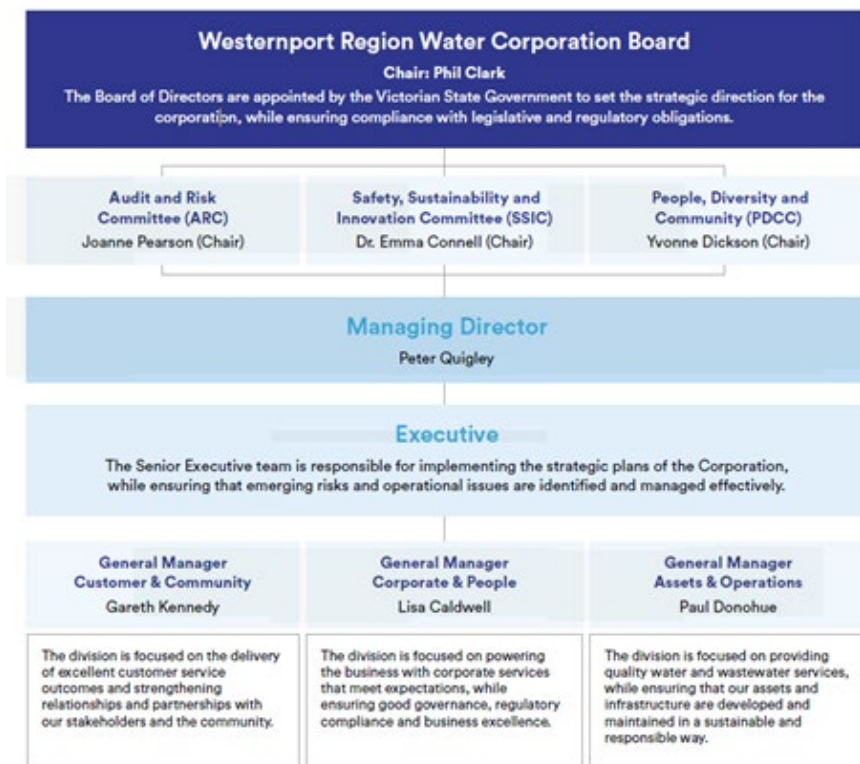 Westernport Region Water Corporation Board
Chair: Phil Clark
The Board of Directors are appointed by the Victorian State Government to set the strategic direction for the
corporation, while ensuring compliance with legislative and regulatory obligations.
Audit and Risk
Committee (ARC)
Joanne Pearson (Chair)
Safety, Sustainability and
Innovation Committee (SSIC)
Dr. Emma Connell (Chair)
People, Diversity and
Community (PDCC)
Yvonne Dickson (Chair)
Managing Director
Peter Quigley
Executive
The Senior Executive team is responsible for implementing the strategic plans of the Corporation,
while ensuring that emerging risks and operational issues are identified and managed effectively.
General Manager
Customer & Community
Gareth Kennedy
General Manager
Corporate & People
Lisa Caldwell
General Manager
Assets & Operations
Paul Donohue
The division is focused on the delivery
of excellent customer service
outcomes and strengthening
relationships and partnerships with
our stakeholders and the community.
The division is focused on powering
the business with corporate services
that meet expectations, while
ensuring good governance, regulatory
compliance and business excellence.
The division is focused on providing
quality water and wastewater services,
while ensuring that our assets and
infrastructure are developed and
maintained in a sustainable and
responsible way.